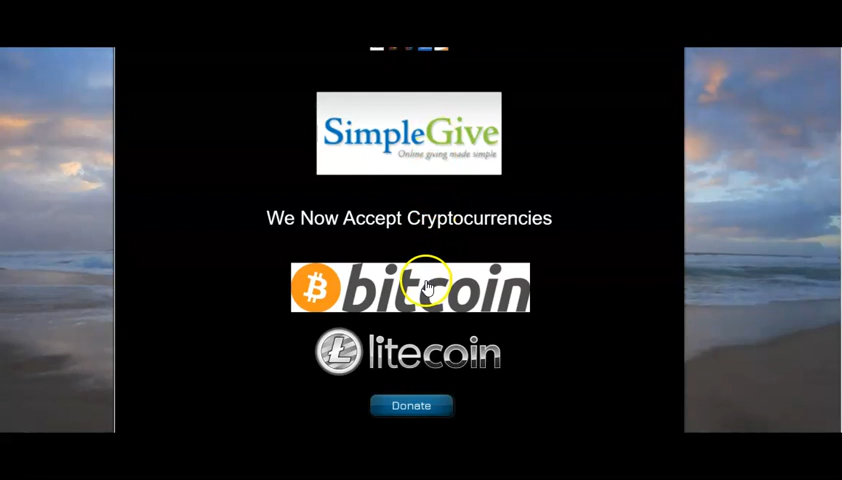 SimpleGive
Online giving made simple
We Now Accept Cryptocurrencies
bitcoin
litecoin
Donate